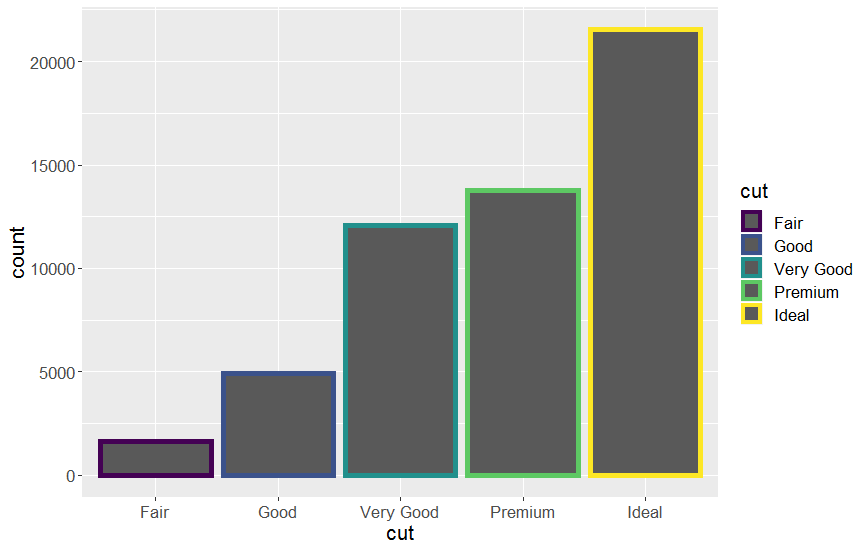 count
20000
15000
10000
5000
0
Fair
Good
Very Good
Premium
Ideal
cut
cut
Fair
Good
Very Good
Premium
Ideal